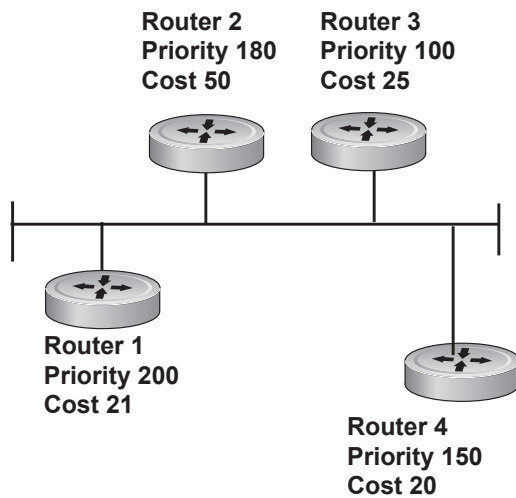 Router 2
Priority 180
Cost 50
Router 3
Priority 100
Cost 25
Router 1
Priority 200
Cost 21
Router 4
Priority 150
Cost 20